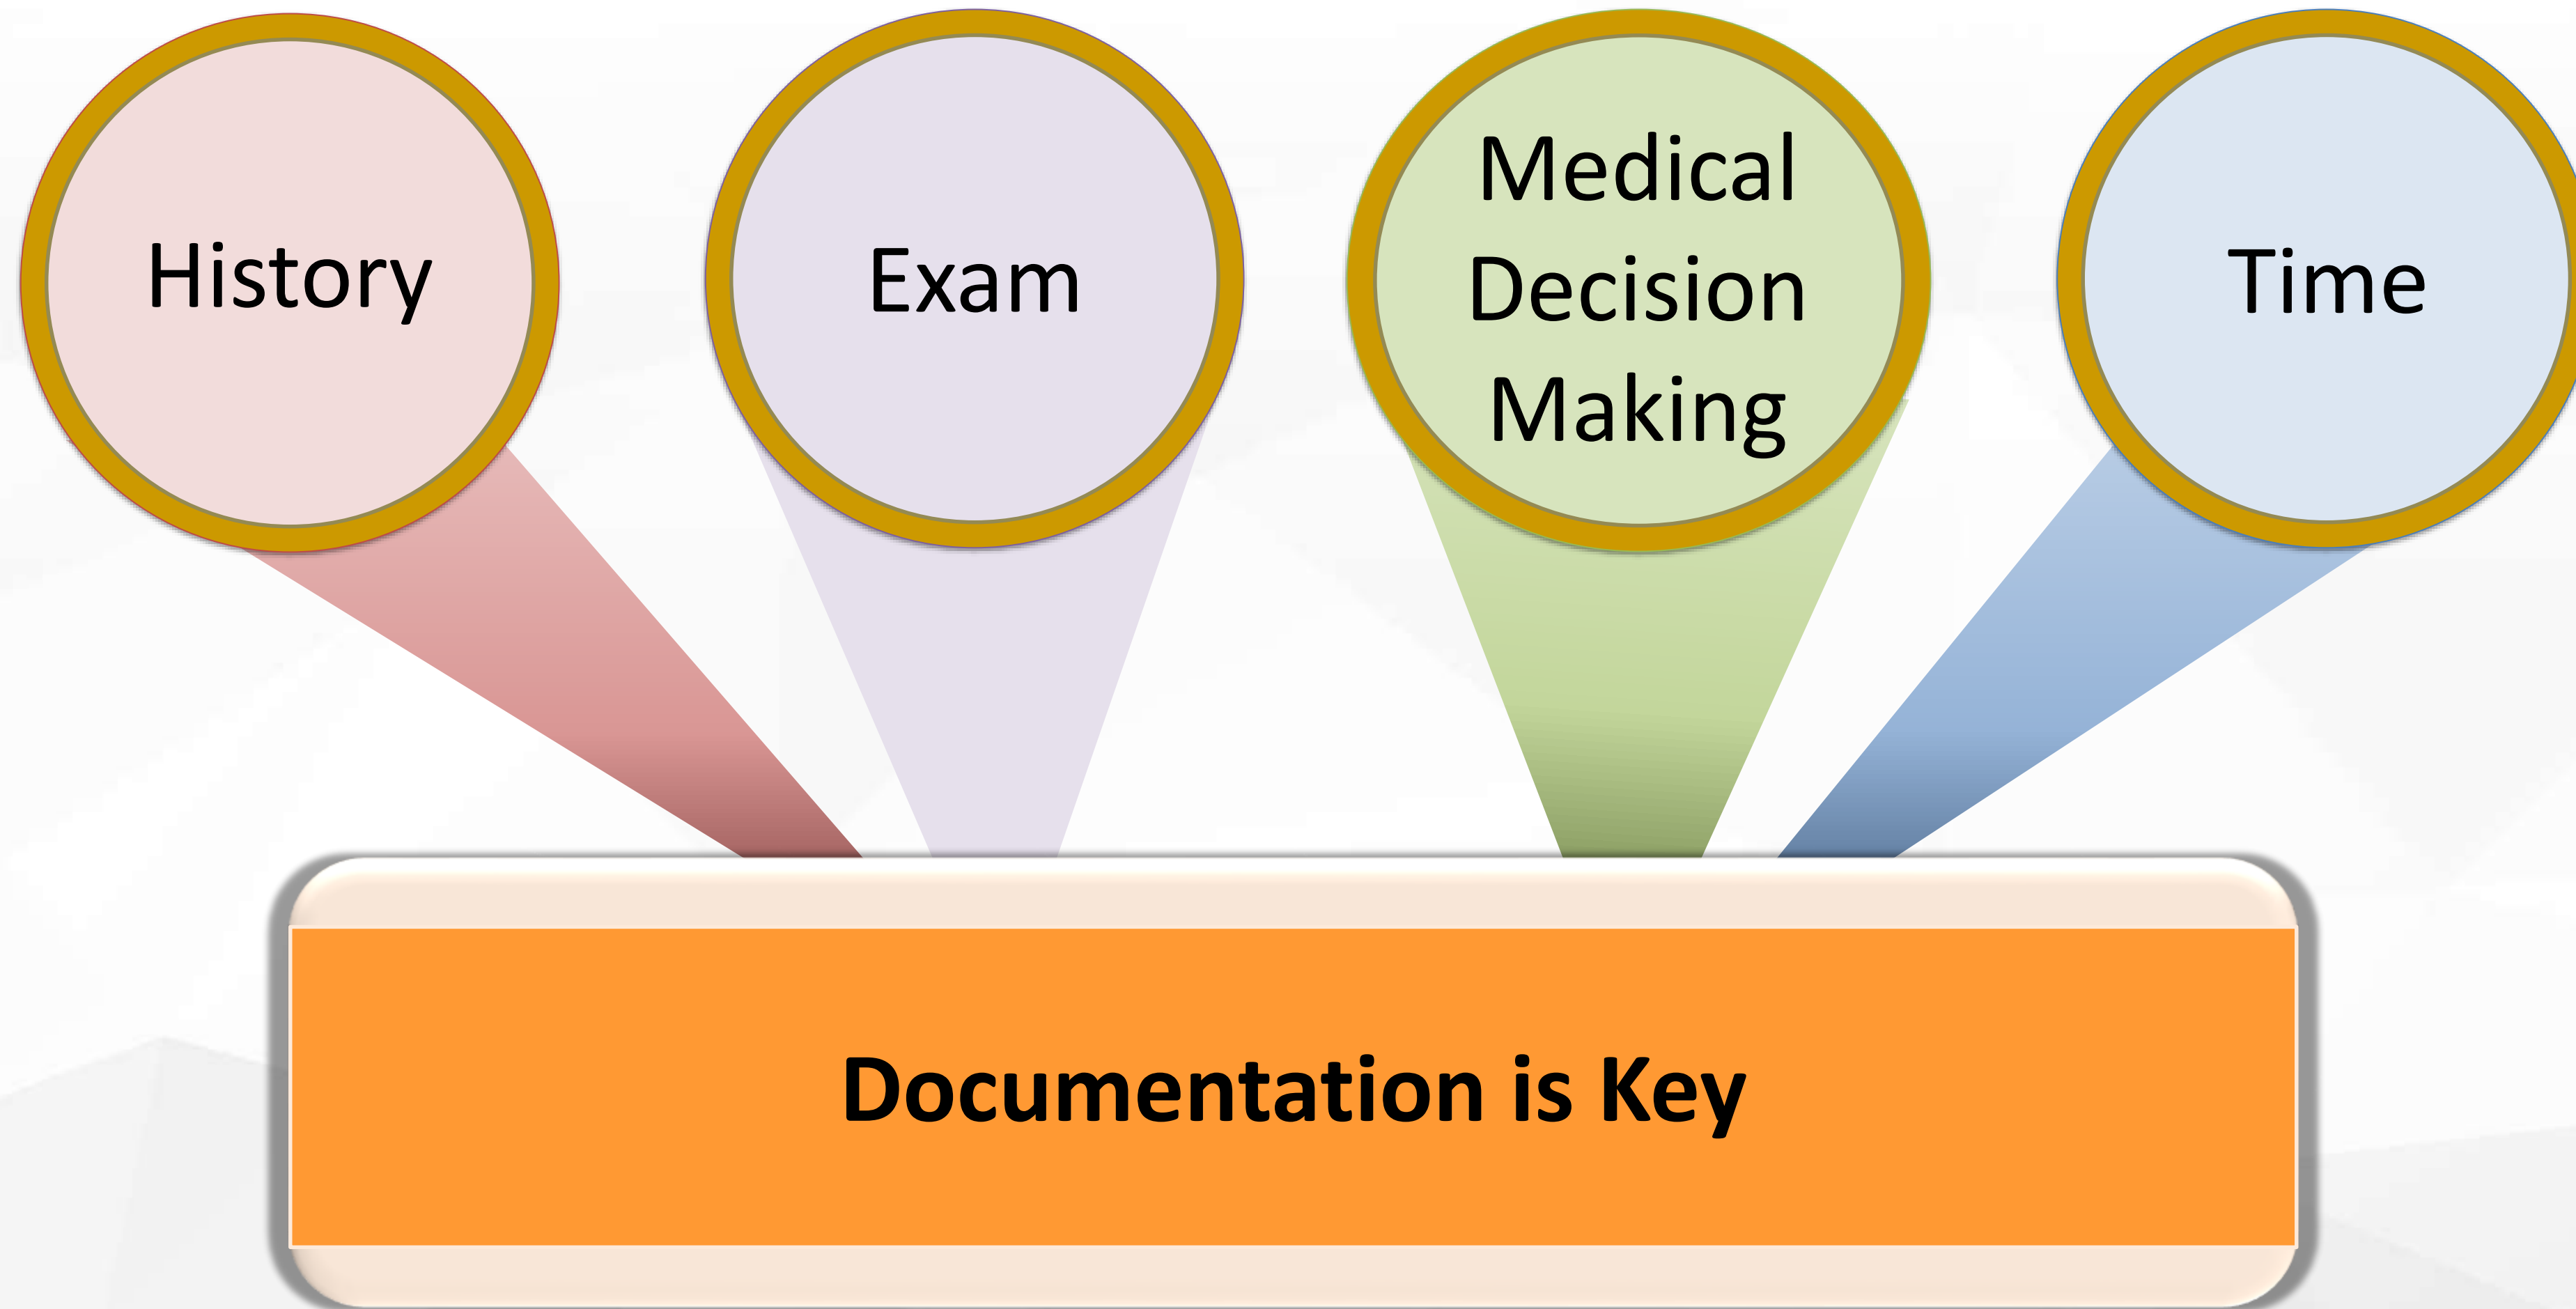 History
Exam
Medical
Decision
Making
Time
Documentation is Key